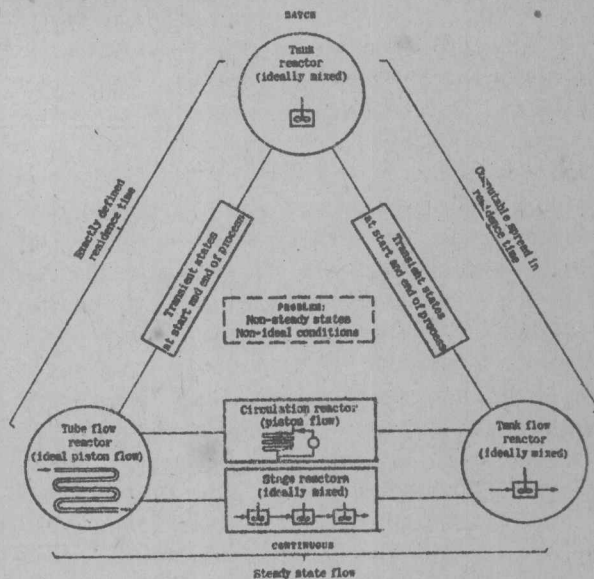 BATCH
Tank
reactor
(ideally mixed)
Exactly defined
residence time
Computable spread in
residence time
Transient states
at start and end of process
Transient states
at start and end of process
PROBLEM:
Non-steady states
Non-ideal conditions
Tube flow
reactor
(ideal piston flow)
Circulation reactor
(piston flow)
Stage reactors
(ideally mixed)
Tank flow
reactor
(ideally mixed)
CONTINUOUS
Steady state flow